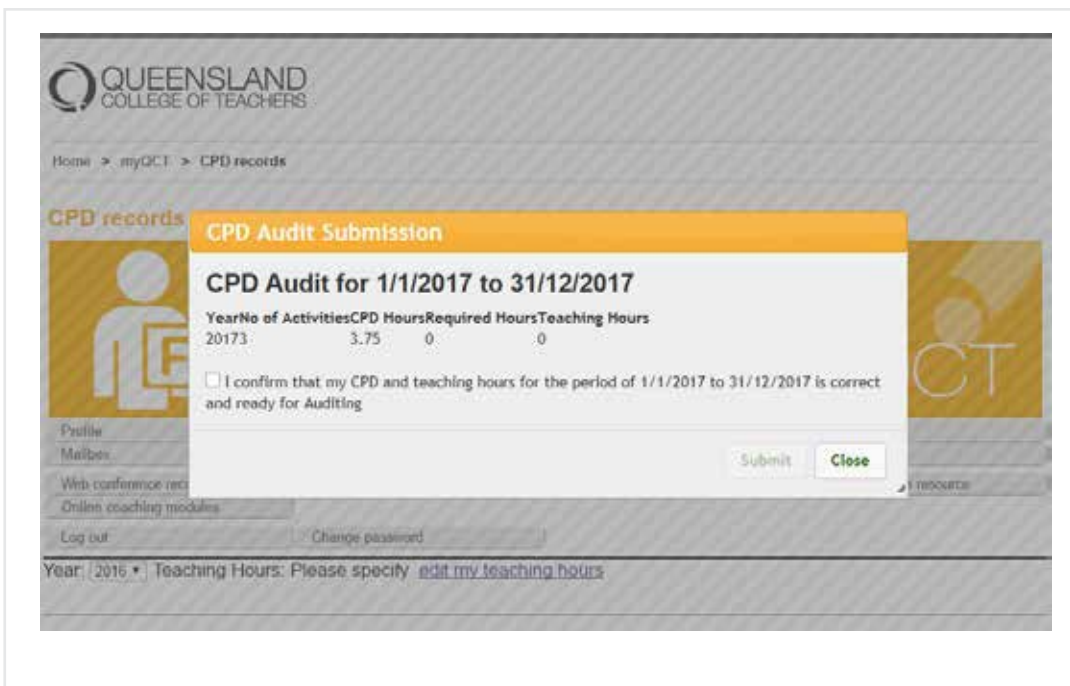 QUEENSLAND
COLLEGE OF TEACHERS
Home > myQCT > CPD records
CPD records
CPD Audit Submission
CPD Audit for 1/1/2017 to 31/12/2017
YearNo of ActivitiesCPD HoursRequired HoursTeaching Hours
20173 3.75 0 0
I confirm that my CPD and teaching hours for the period of 1/1/2017 to 31/12/2017 is correct
and ready for Auditing
CT
Profile
Mailbox
Submit Close
Web conference rec
resource
Online coaching modules
Log out Change password
Year: 2016 Teaching Hours: Please specify edit my teaching hours